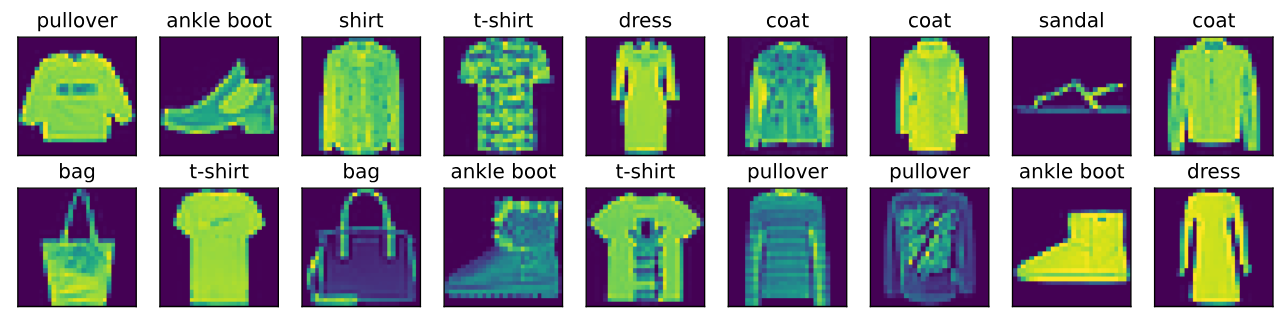 pullover ankle boot shirt t-shirt dress coat coat sandal coat
bag t-shirt bag ankle boot t-shirt pullover pullover ankle boot dress